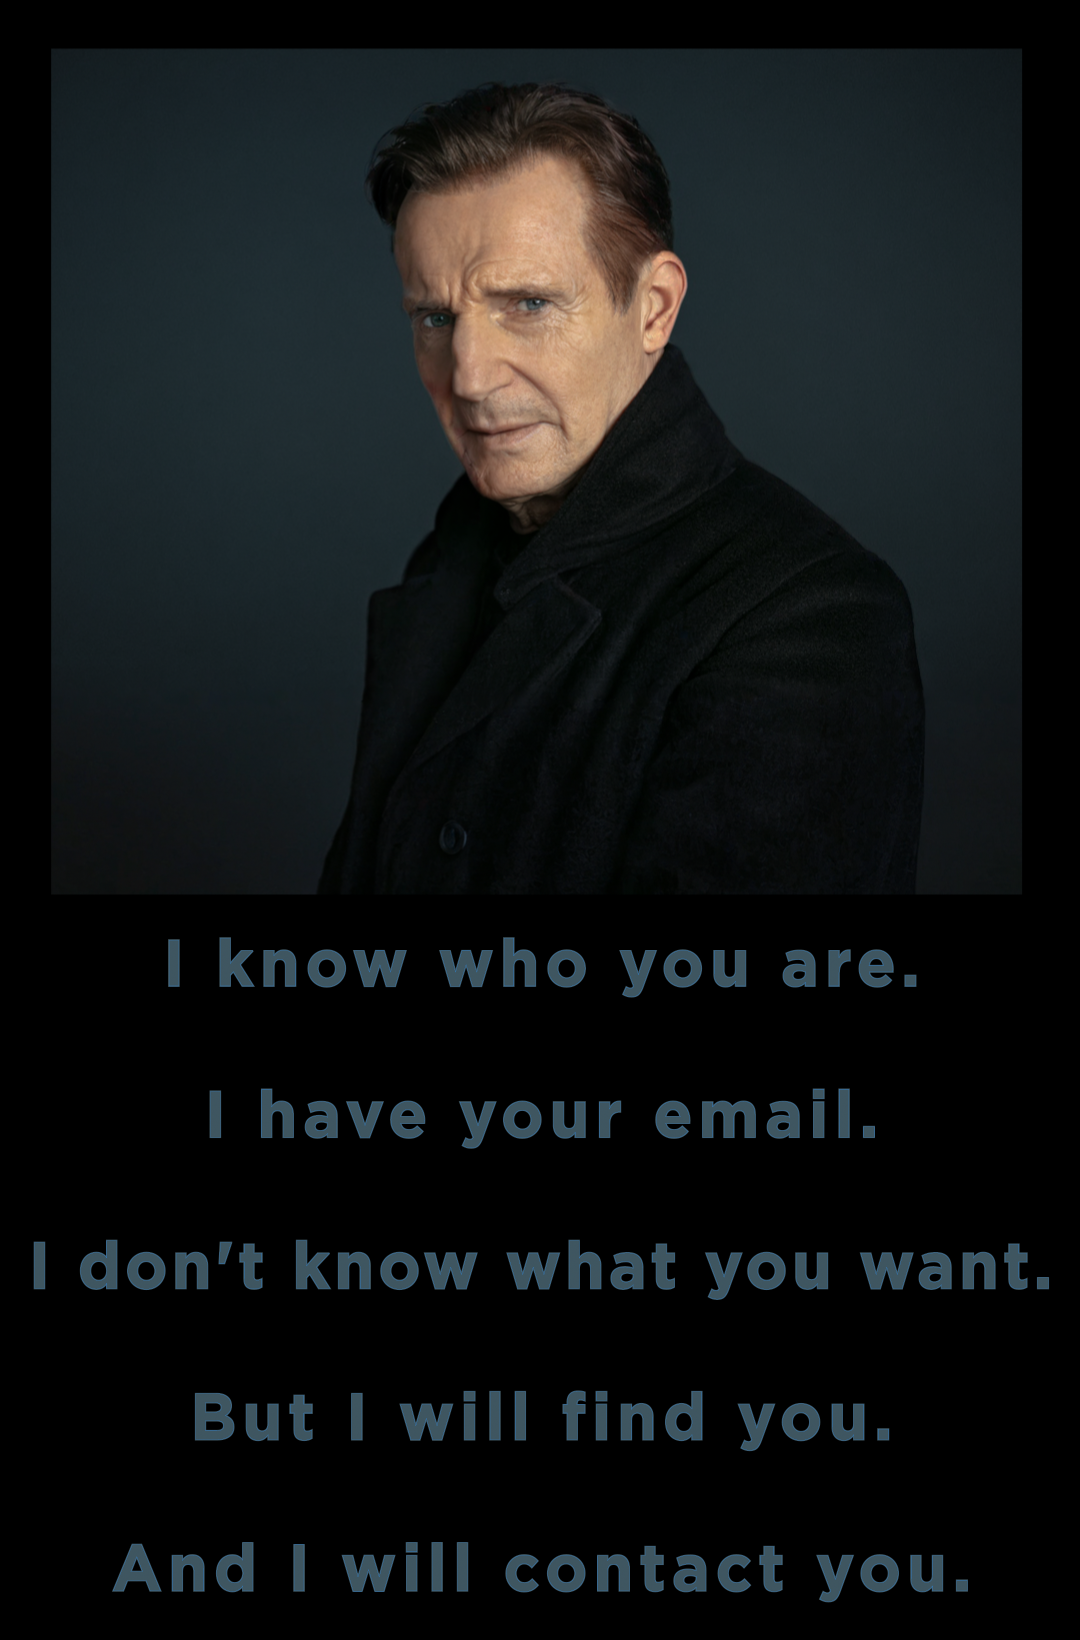 I know who you are.
I have your email.
I don't know what you want.
But I will find you.
And I will contact you.